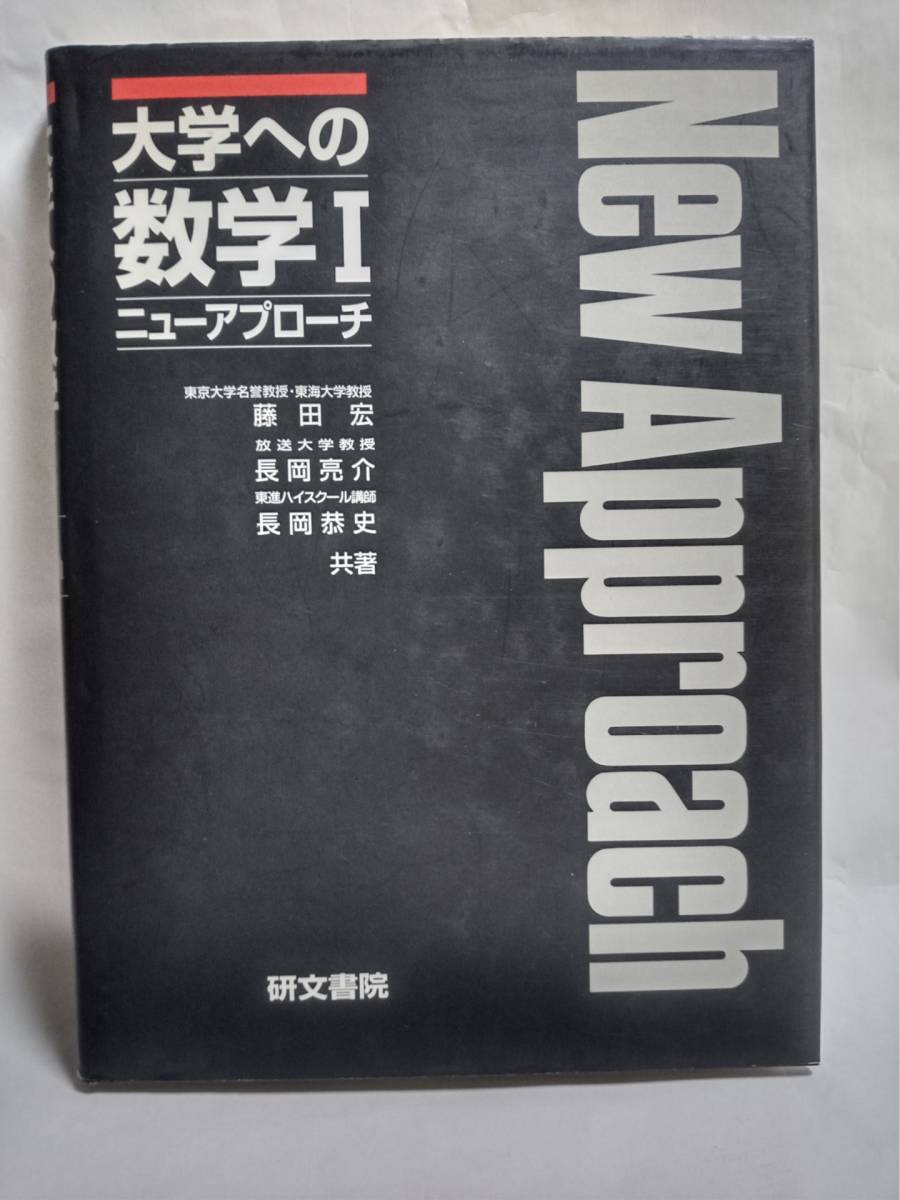 大学への
数学Ⅰ
ニューアプローチ
東京大学名誉教授・東海大学教授
藤田宏
放送大学教授
長岡亮介
東進ハイスクール講師
長岡恭史
共著
研文書院
New Approach